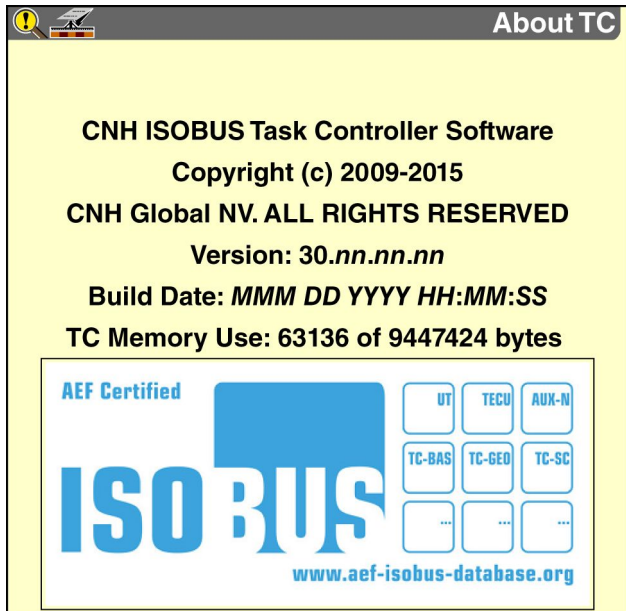 About TC
CNH ISOBUS Task Controller Software
Copyright (c) 2009-2015
CNH Global NV. ALL RIGHTS RESERVED
Version: 30.nn.nn.nn
Build Date: MMM DD YYYY HH:MM:SS
TC Memory Use: 63136 of 9447424 bytes
AEF Certified
ISOBUS
UT TECU AUX-N
TC-BAS TC-GEO TC-SC
... ... ...
www.aef-isobus-database.org